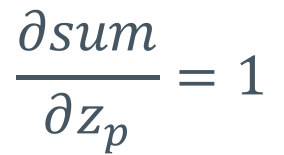 ∂sum
∂z_p = 1